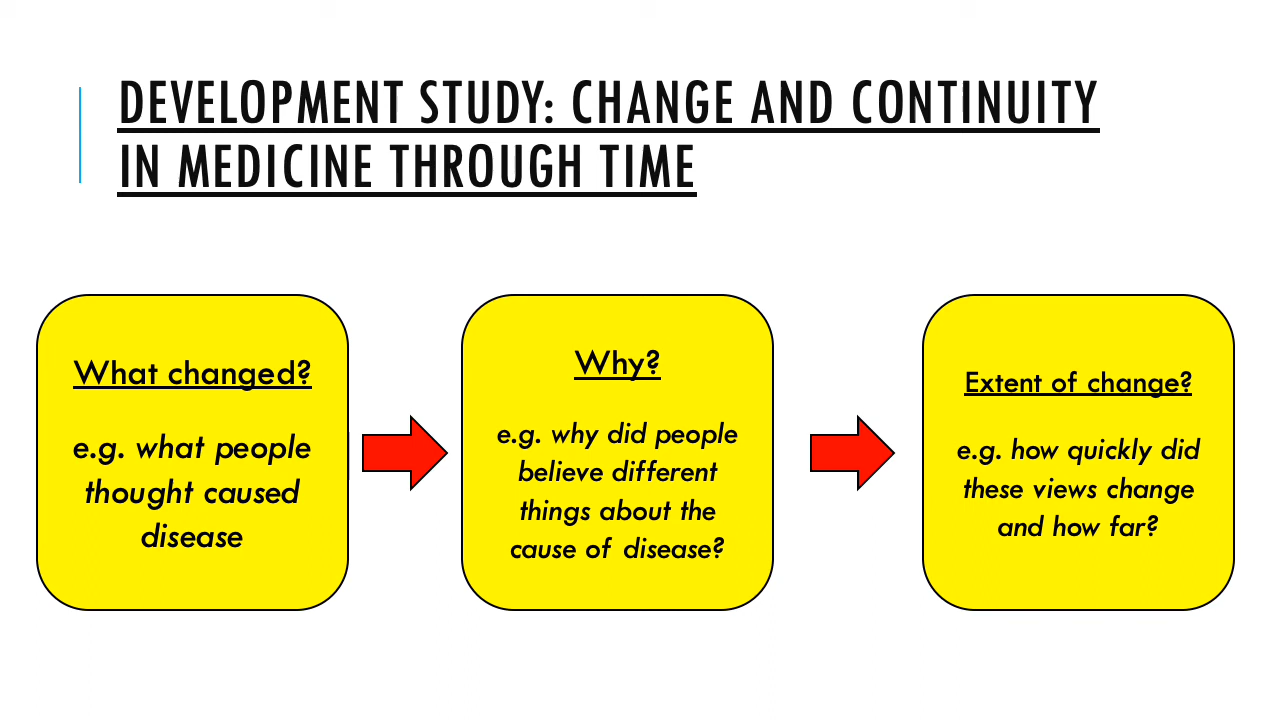 DEVELOPMENT STUDY: CHANGE AND CONTINUITY
IN MEDICINE THROUGH TIME
What changed?
e.g. what people
thought caused
disease
Why?
e.g. why did people
believe different
things about the
cause of disease?
Extent of change?
e.g. how quickly did
these views change
and how far?